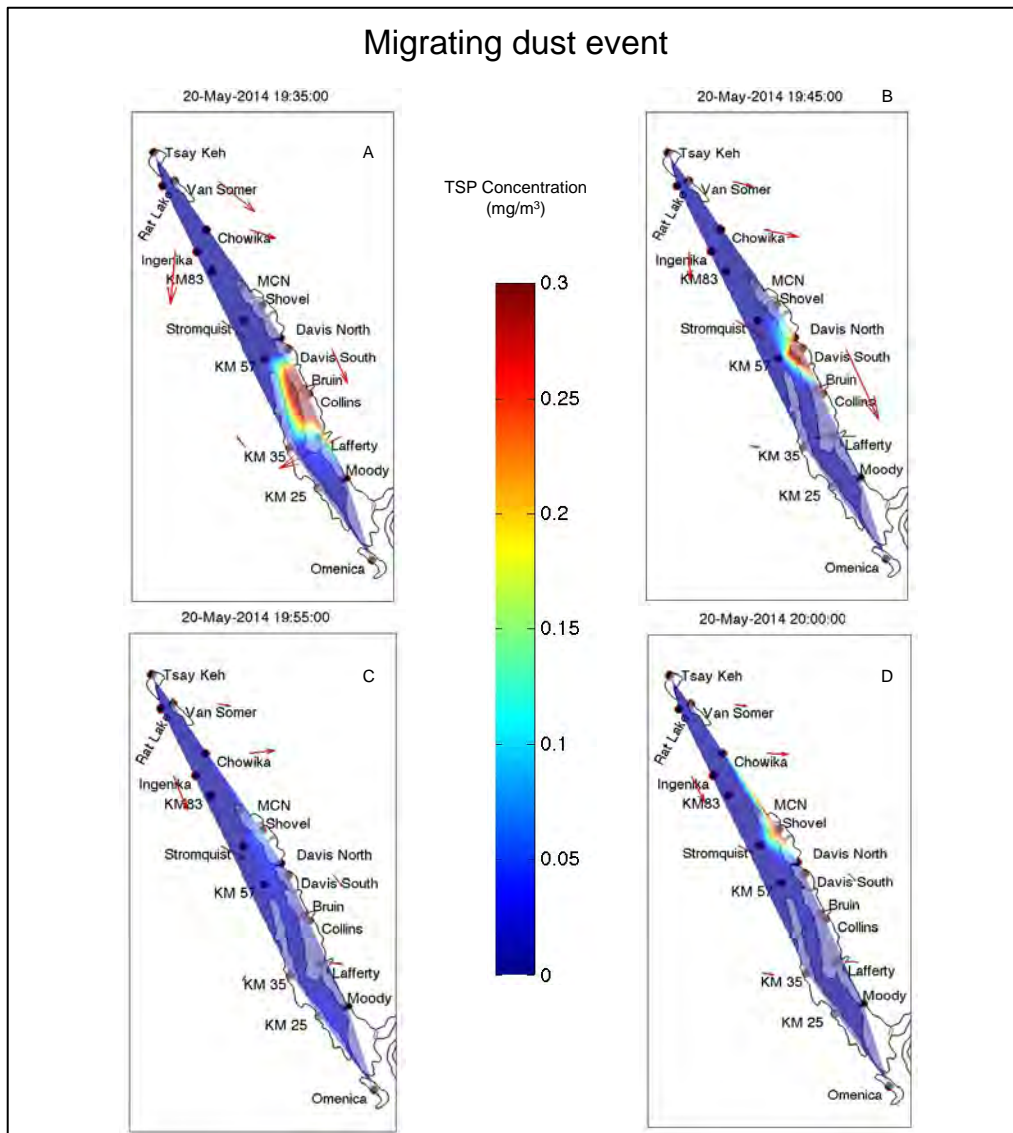 Migrating dust event
20-May-2014 19:35:00
A
Tsay Keh
Van Somer
Rat Lake
Chowika
Ingenika
KM83
MCN
Shovel
Stromquist
Davis North
KM 57
Davis South
Bruin
Collins
Lafferty
KM 35
Moody
KM 25
Omenica
TSP Concentration
(mg/m³)
0.3
0.25
0.2
0.15
0.1
0.05
0
20-May-2014 19:45:00
B
Tsay Keh
Van Somer
Rat Lake
Chowika
Ingenika
KM83
MCN
Shovel
Stromquist
Davis North
KM 57
Davis South
Bruin
Collins
Lafferty
KM 35
Moody
KM 25
Omenica
20-May-2014 19:55:00
C
Tsay Keh
Van Somer
Rat Lake
Chowika
Ingenika
KM83
MCN
Shovel
Stromquist
Davis North
KM 57
Davis South
Bruin
Collins
Lafferty
KM 35
Moody
KM 25
Omenica
20-May-2014 20:00:00
D
Tsay Keh
Van Somer
Rat Lake
Chowika
Ingenika
KM83
MCN
Shovel
Stromquist
Davis North
KM 57
Davis South
Bruin
Collins
Lafferty
KM 35
Moody
KM 25
Omenica